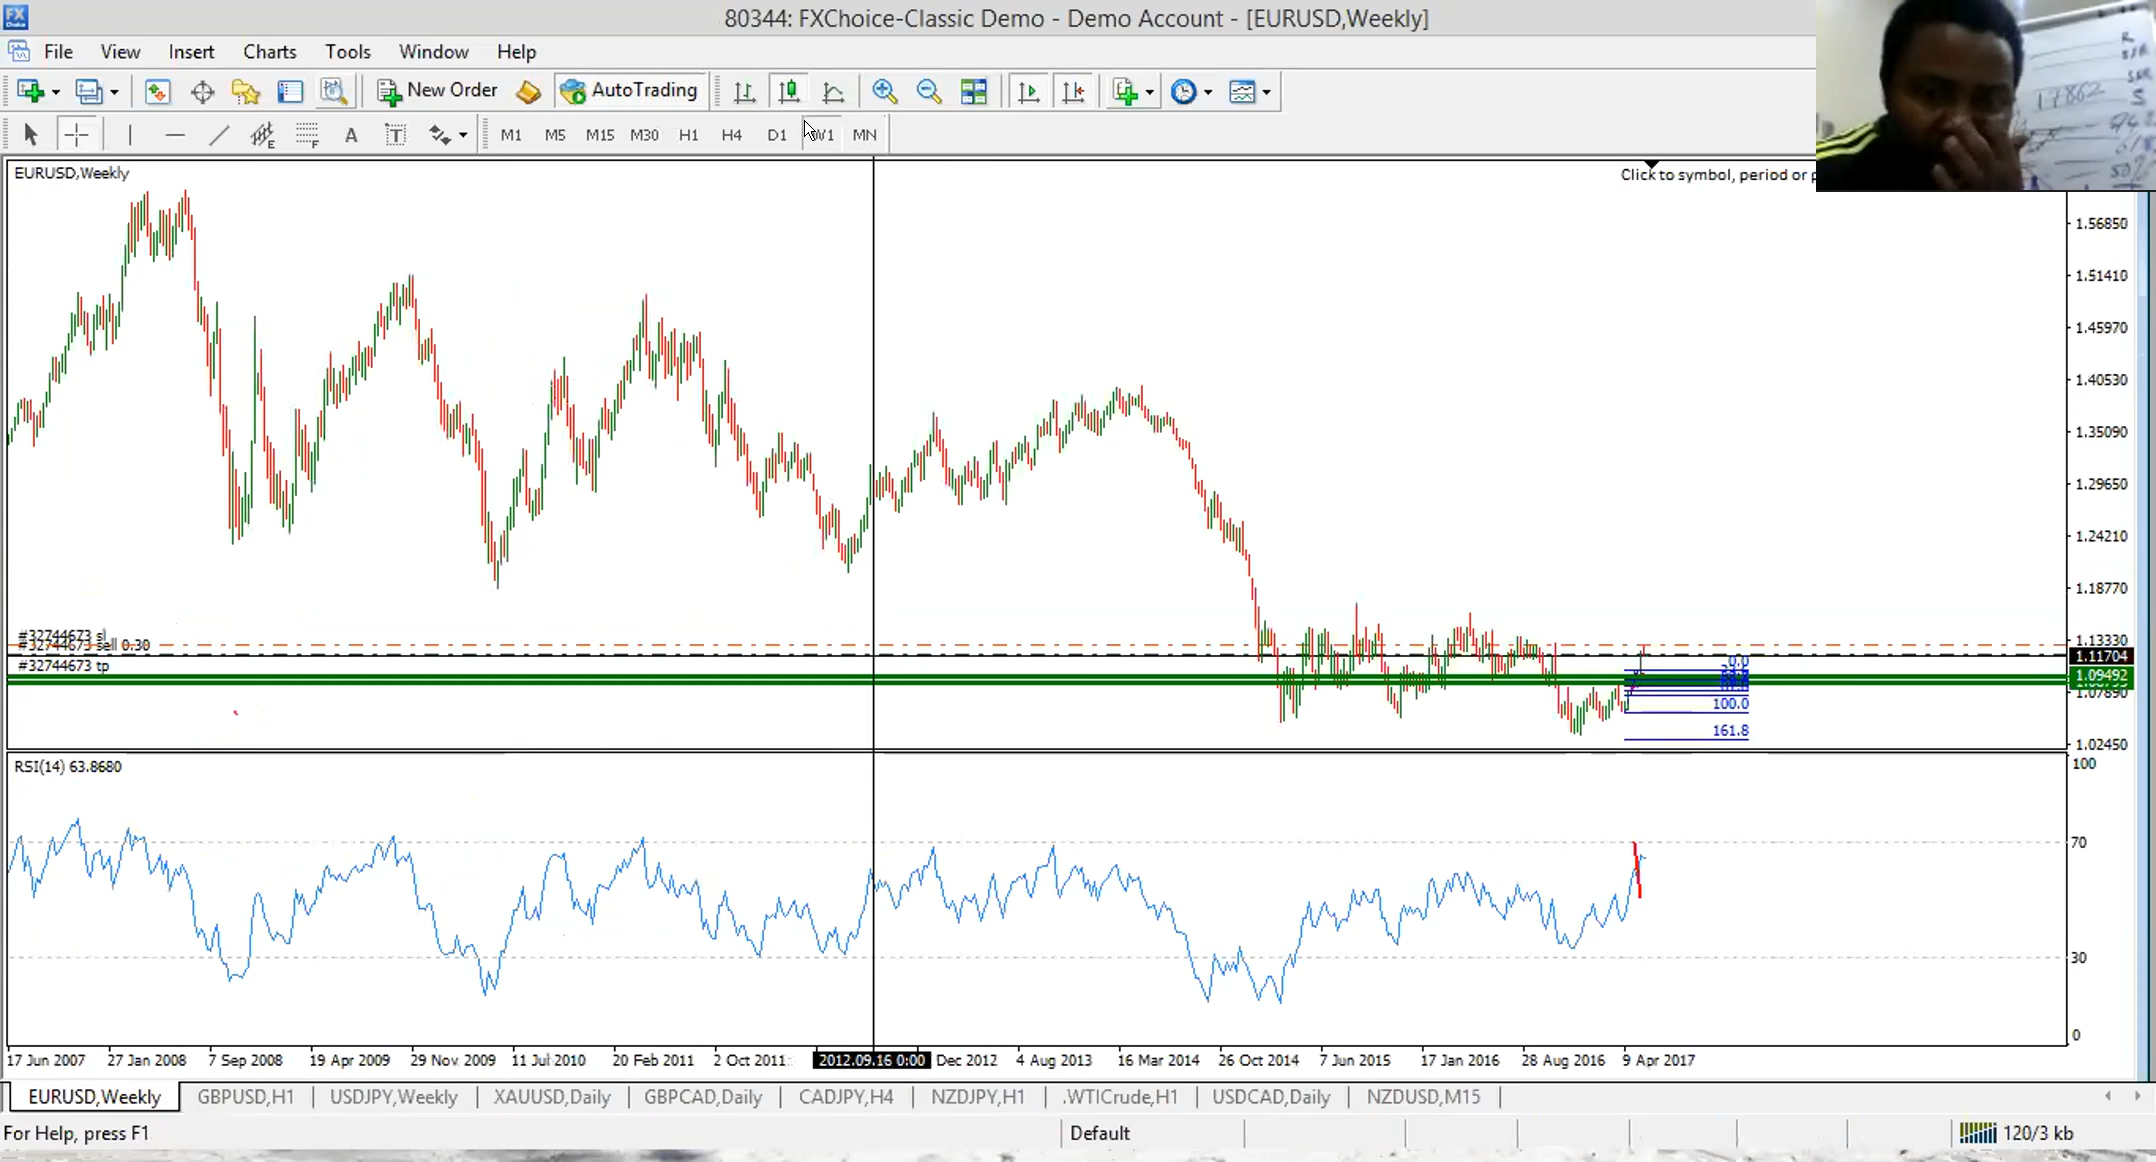 80344: FXChoice-Classic Demo - Demo Account - [EURUSD,Weekly]
FX
File View Insert Charts Tools Window Help
New Order AutoTrading
A T M1 M5 M15 M30 H1 H4 D1 W1 MN
R
S
17862
50%
EURUSD,Weekly
Click to symbol, period or
1.56850
1.51410
1.45970
1.40530
1.35090
1.29650
1.24210
1.18770
#32744673 sl
1.13330
#32744673 sell 0.30
1.11704
#32744673 tp
0.0
1.09492
1.07890
100.0
161.8
1.02450
RSI(14) 63.8680
100
70
30
0
17 Jun 2007 27 Jan 2008 7 Sep 2008 19 Apr 2009 29 Nov 2009 11 Jul 2010 20 Feb 2011 2 Oct 2011 2012.09.16 0:00 Dec 2012 4 Aug 2013 16 Mar 2014 26 Oct 2014 7 Jun 2015 17 Jan 2016 28 Aug 2016 9 Apr 2017
EURUSD,Weekly GBPUSD,H1 USDJPY,Weekly XAUUSD,Daily GBPCAD,Daily CADJPY,H4 NZDJPY,H1 .WTICrude,H1 USDCAD,Daily NZDUSD,M15
For Help, press F1 Default 120/3 kb